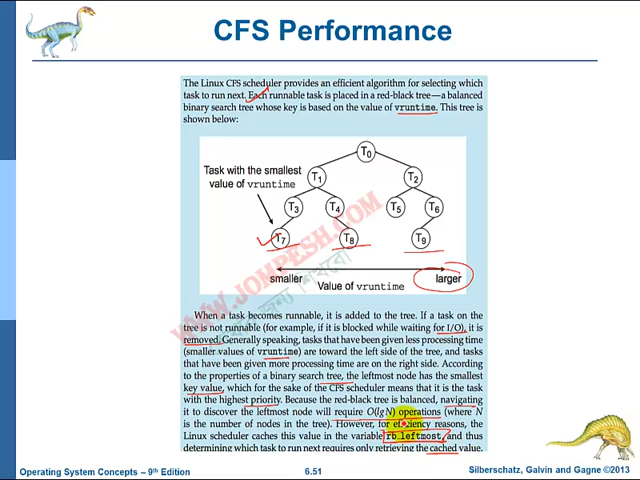 CFS Performance
The Linux CFS scheduler provides an efficient algorithm for selecting which
task to run next. Each runnable task is placed in a red-black tree—a balanced
binary search tree whose key is based on the value of vruntime. This tree is
shown below:
T0
Task with the smallest
value of vruntime
T1
T2
T3
T4
T5
T6
T7
T8
T9
smaller
larger
Value of vruntime
WWW.JOMPESH.COM
When a task becomes runnable, it is added to the tree. If a task on
the tree is not runnable (for example, if it is blocked while waiting for I/O), it is
removed. Generally speaking, tasks that have been given less processing time
(smaller values of vruntime) are toward the left side of the tree, and tasks
that have been given more processing time are on the right side. According
to the properties of a binary search tree, the leftmost node has the smallest
key value, which for the sake of the CFS scheduler means that it is the task
with the highest priority. Because the red-black tree is balanced, navigating
it to discover the leftmost node will require O(lgN) operations (where N
is the number of nodes in the tree). However, for efficiency reasons, the
Linux scheduler caches this value in the variable rb_leftmost, and thus
determining which task to run next requires only retrieving the cached value.
Operating System Concepts – 9th Edition
6.51
Silberschatz, Galvin and Gagne ©2013